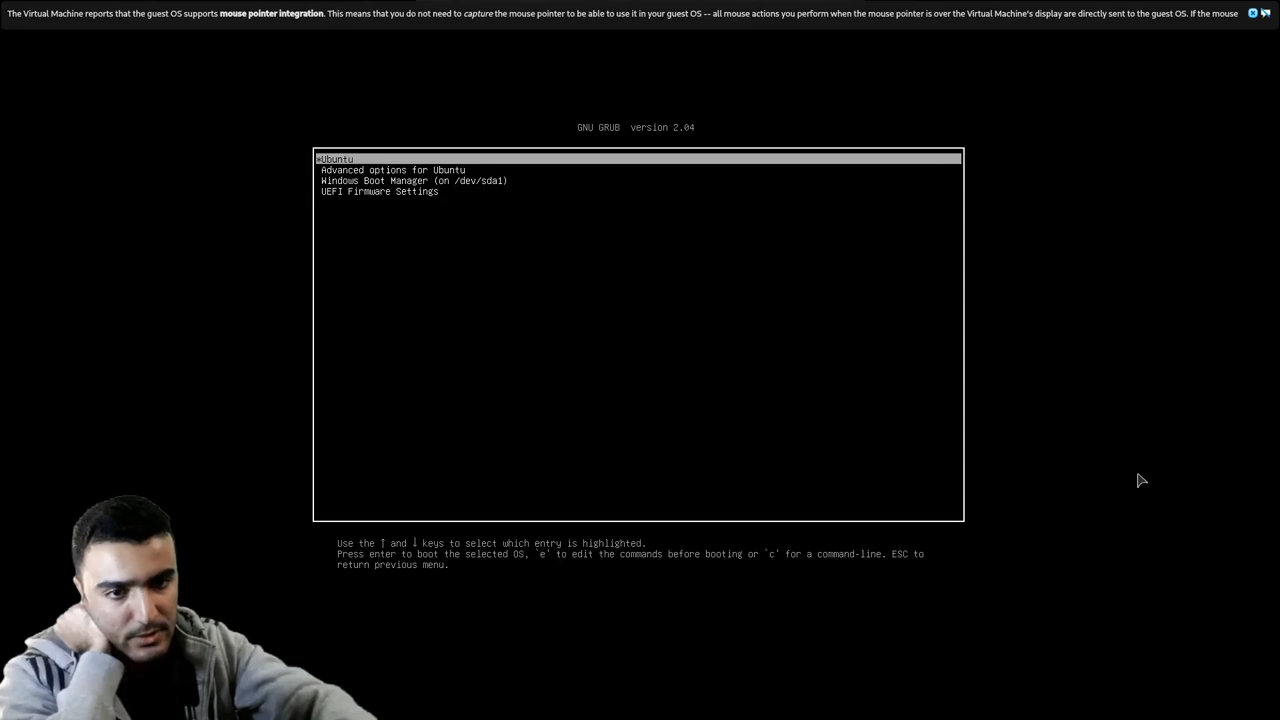 The Virtual Machine reports that the guest OS supports mouse pointer integration. This means that you do not need to capture the mouse pointer to be able to use it in your guest OS -- all mouse actions you perform when the mouse pointer is over the Virtual Machine's display are directly sent to the guest OS. If the mouse
GNU GRUB version 2.04
*Ubuntu
Advanced options for Ubuntu
Windows Boot Manager (on /dev/sda1)
UEFI Firmware Settings
Use the ↑ and ↓ keys to select which entry is highlighted.
Press enter to boot the selected OS, `e' to edit the commands before booting or `c' for a command-line. ESC to
return previous menu.